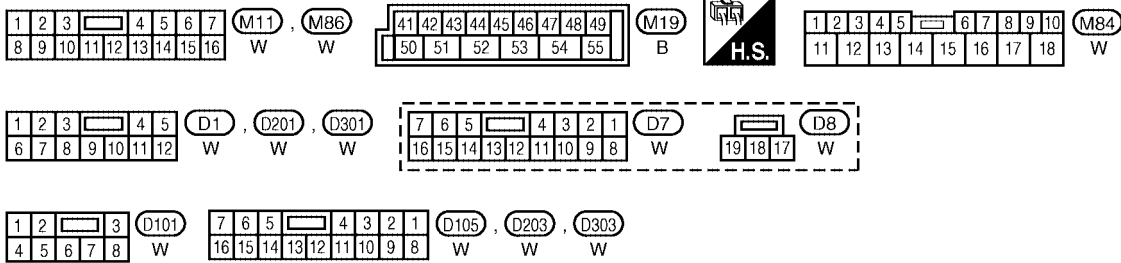 1 2 3 4 5 6 7 M11 , M86 41 42 43 44 45 46 47 48 49 M19 1 2 3 4 5 6 7 8 9 10 M84
8 9 10 11 12 13 14 15 16 W W 50 51 52 53 54 55 B H.S. 11 12 13 14 15 16 17 18 W
1 2 3 4 5 D1 , D201 , D301 7 6 5 4 3 2 1 D7 D8
6 7 8 9 10 11 12 W W W 16 15 14 13 12 11 10 9 8 W 19 18 17 W
1 2 3 D101 7 6 5 4 3 2 1 D105 , D203 , D303
4 5 6 7 8 W 16 15 14 13 12 11 10 9 8 W W W